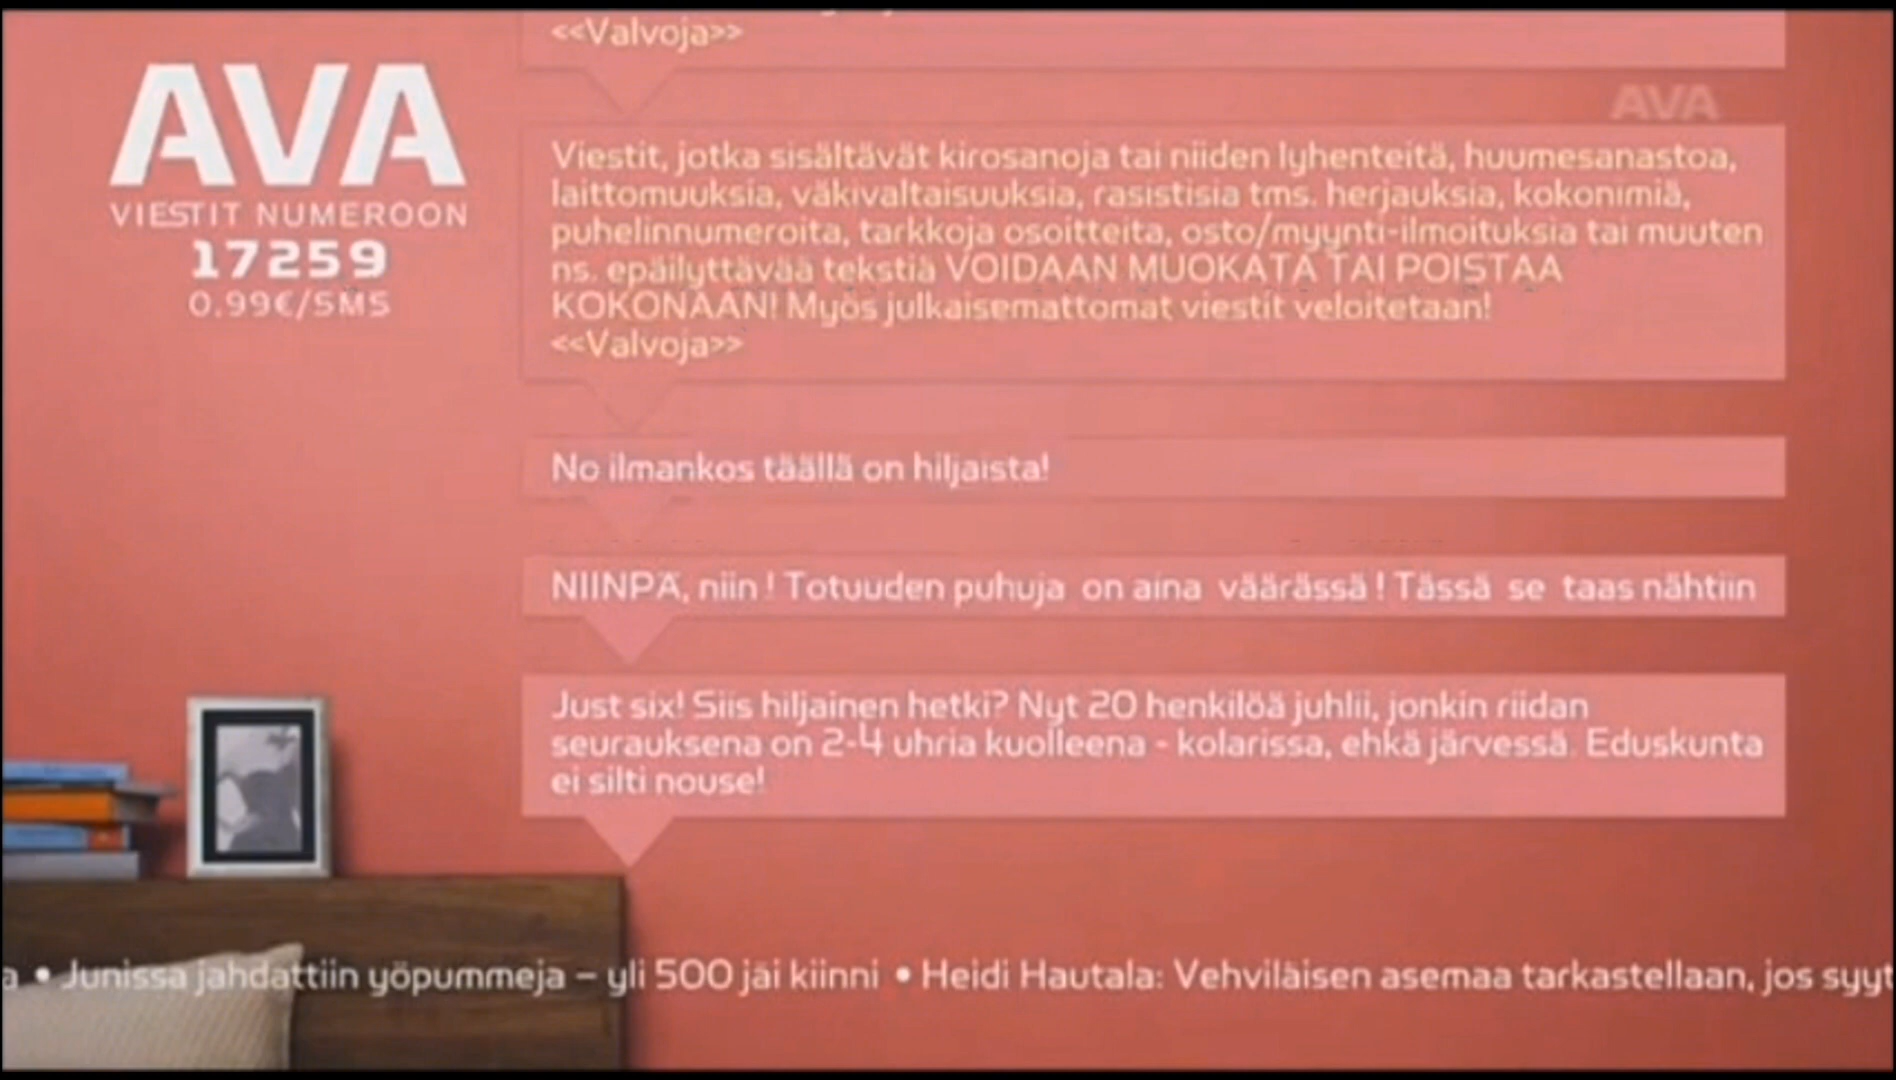 <<Valvoja>>
AVA
VIESTIT NUMEROON
17259
0.99€/SMS
AVA
Viestit, jotka sisältävät kirosanoja tai niiden lyhenteitä, huumesanastoa,
laittomuuksia, väkivaltaisuuksia, rasistisia tms. herjauksia, kokonimiä,
puhelinnumeroita, tarkkoja osoitteita, osto/myynti-ilmoituksia tai muuten
ns. epäilyttävää tekstiä VOIDAAN MUOKATA TAI POISTAA
KOKONAAN! Myös julkaisemattomat viestit veloitetaan!
<<Valvoja>>
No ilmankos täällä on hiljaista!
NIINPÄ, niin ! Totuuden puhuja on aina väärässä ! Tässä se taas nähtiin
Just six! Siis hiljainen hetki? Nyt 20 henkilöä juhlii, jonkin riidan
seurauksena on 2-4 uhria kuolleena - kolarissa, ehkä järvessä. Eduskunta
ei silti nouse!
a • Junissa jahdattiin yöpummeja – yli 500 jäi kiinni • Heidi Hautala: Vehviläisen asemaa tarkastellaan, jos syyt